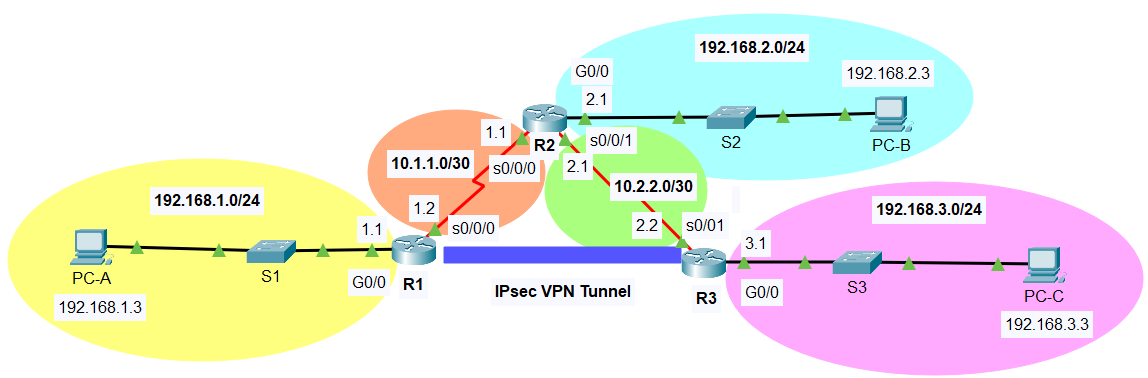 192.168.2.0/24
G0/0
192.168.2.3
2.1
1.1
R2
s0/0/1
S2
PC-B
10.1.1.0/30
s0/0/0
2.1
10.2.2.0/30
192.168.1.0/24
1.2
s0/0/0
2.2
s0/01
192.168.3.0/24
1.1
3.1
PC-A
S1
G0/0
R1
IPsec VPN Tunnel
R3
G0/0
S3
PC-C
192.168.1.3
192.168.3.3